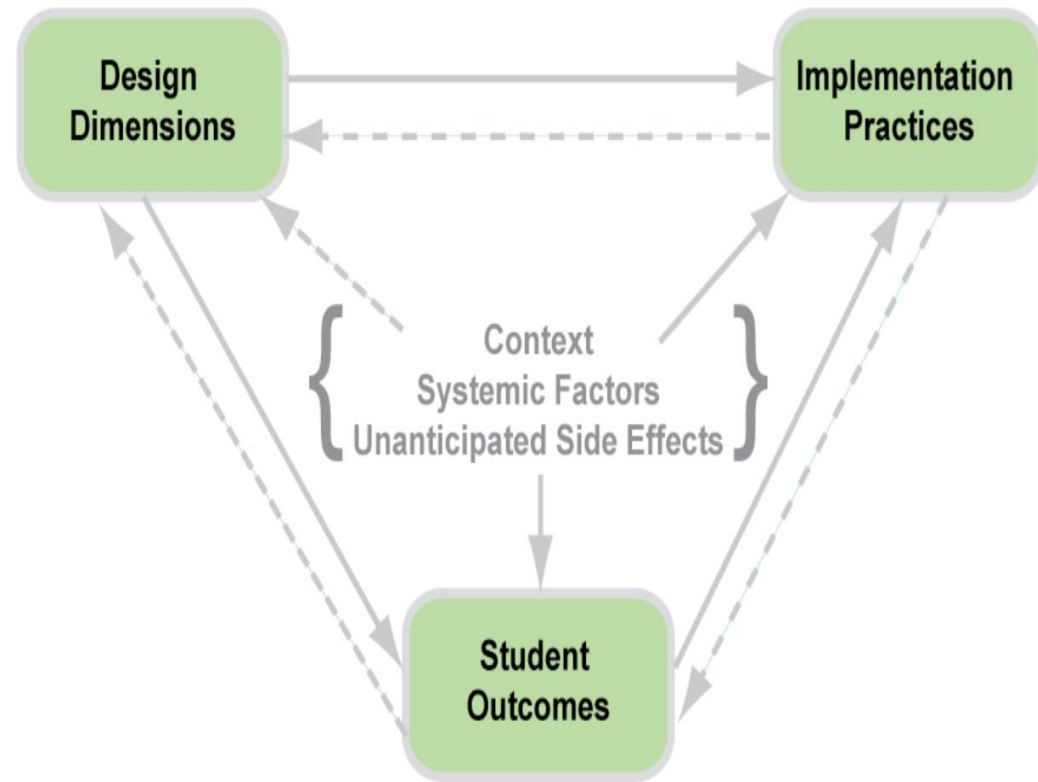 Design
Dimensions
Implementation
Practices
Context
Systemic Factors
Unanticipated Side Effects
Student
Outcomes